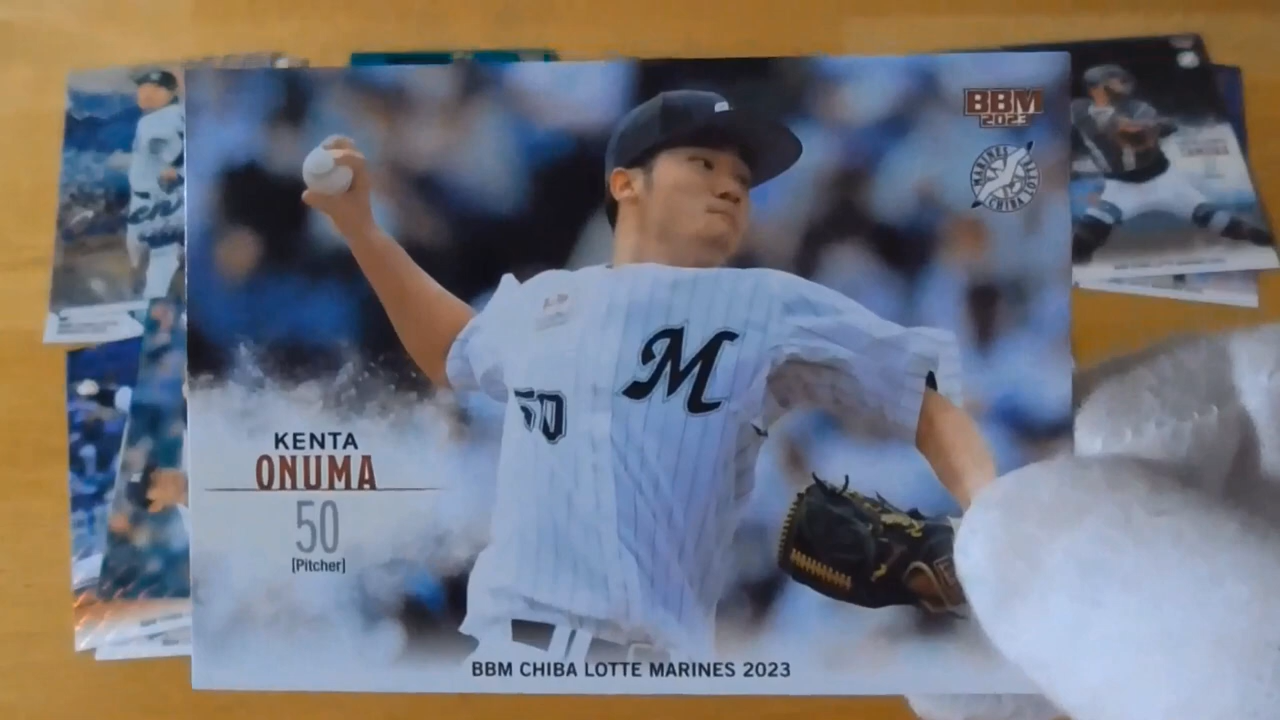 BBM
2023
MARINES
CHIBA LOTTE
M
50
KENTA
ONUMA
50
[Pitcher]
BBM CHIBA LOTTE MARINES 2023